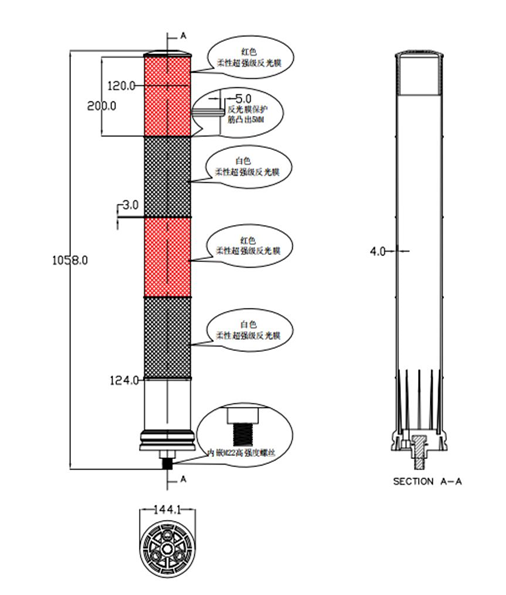 A
红色
柔性超强级反光膜
120.0
200.0
5.0
反光膜保护
筋凸出5MM
白色
柔性超强级反光膜
3.0
红色
柔性超强级反光膜
4.0
1058.0
白色
柔性超强级反光膜
124.0
内嵌M22高强度螺丝
A
SECTION A-A
144.1